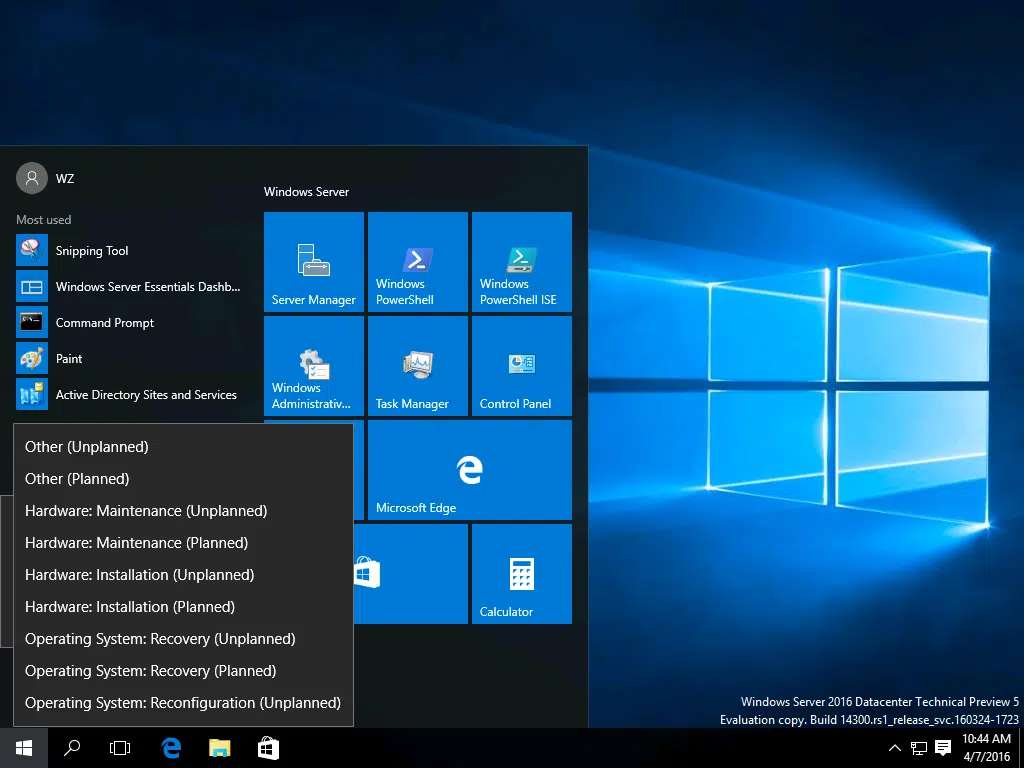 WZ
Most used
Snipping Tool
Windows Server Essentials Dashb...
Command Prompt
Paint
Active Directory Sites and Services
Windows Server
Server Manager
Windows
PowerShell
Windows
PowerShell ISE
Windows
Administrativ...
Task Manager
Control Panel
Microsoft Edge
Calculator
Other (Unplanned)
Other (Planned)
Hardware: Maintenance (Unplanned)
Hardware: Maintenance (Planned)
Hardware: Installation (Unplanned)
Hardware: Installation (Planned)
Operating System: Recovery (Unplanned)
Operating System: Recovery (Planned)
Operating System: Reconfiguration (Unplanned)
Windows Server 2016 Datacenter Technical Preview 5
Evaluation copy. Build 14300.rs1_release_svc.160324-1723
10:44 AM
4/7/2016